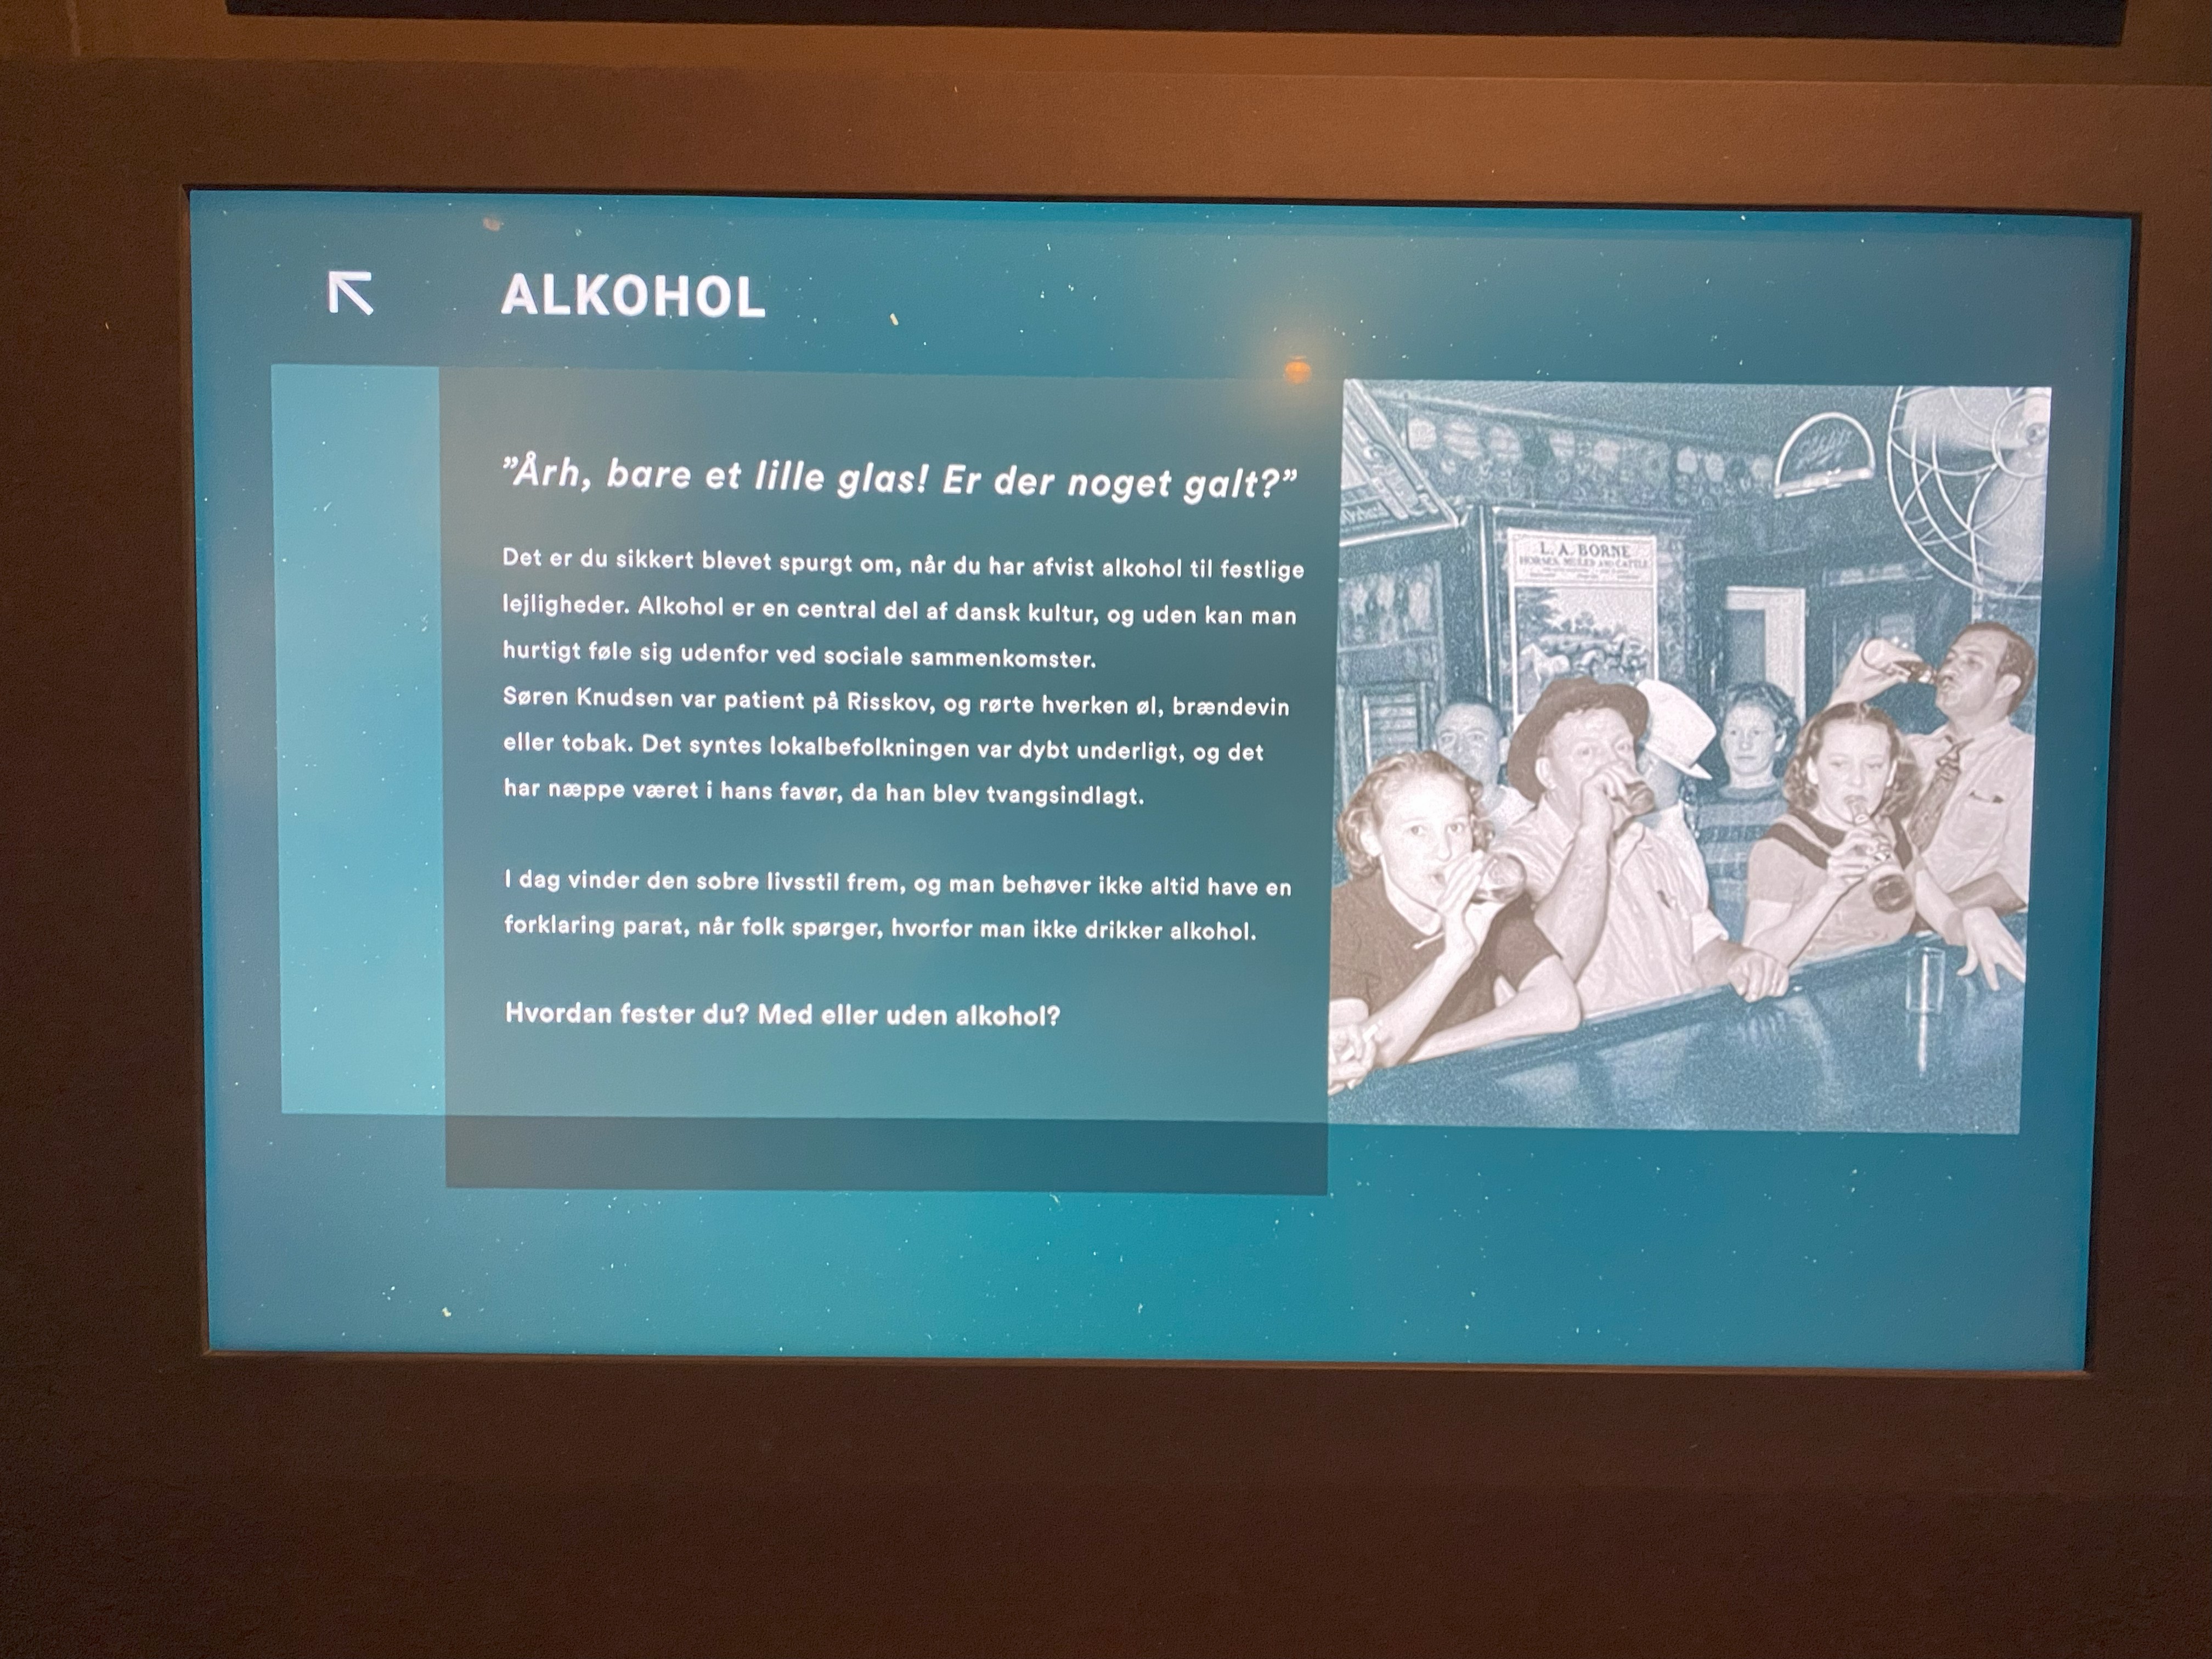 ALKOHOL
”Årh, bare et lille glas! Er der noget galt?”
Det er du sikkert blevet spurgt om, når du har afvist alkohol til festlige
lejligheder. Alkohol er en central del af dansk kultur, og uden kan man
hurtigt føle sig udenfor ved sociale sammenkomster.
Søren Knudsen var patient på Risskov, og rørte hverken øl, brændevin
eller tobak. Det syntes lokalbefolkningen var dybt underligt, og det
har næppe været i hans favør, da han blev tvangsindlagt.
I dag vinder den sobre livsstil frem, og man behøver ikke altid have en
forklaring parat, når folk spørger, hvorfor man ikke drikker alkohol.
Hvordan fester du? Med eller uden alkohol?
L. A. BORNE
HORSES, MULES AND CATTLE